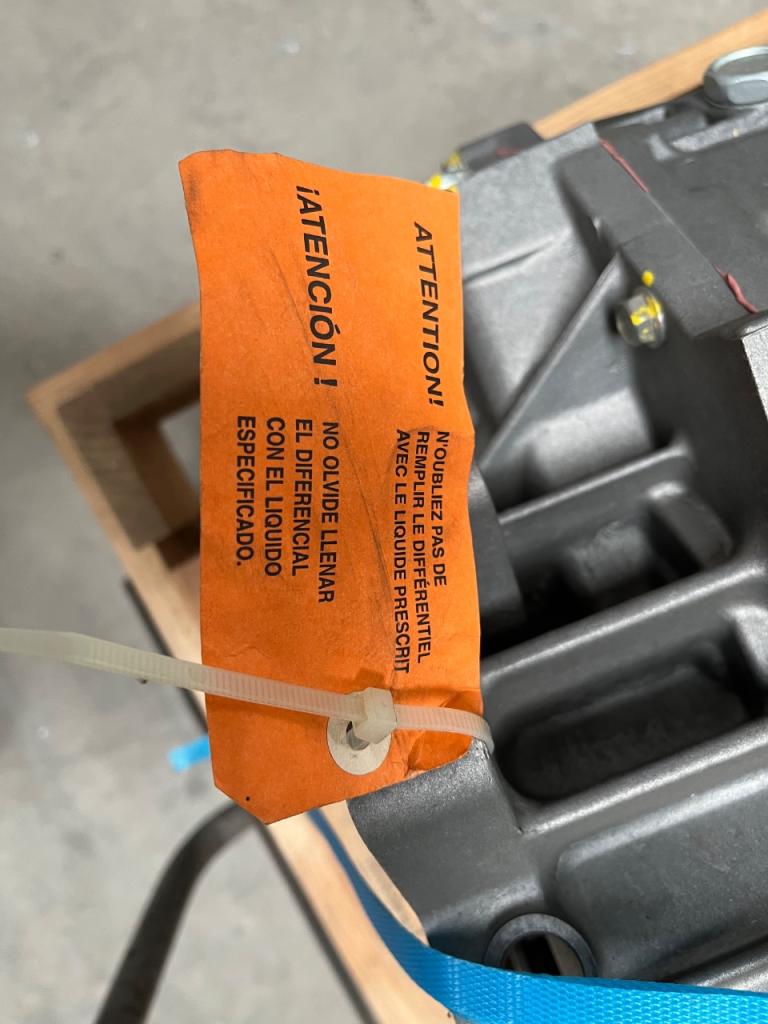 ATTENTION!
N'OUBLIEZ PAS DE
REMPLIR LE DIFFÉRENTIEL
AVEC LE LIQUIDE PRESCRIT
¡ATENCIÓN !
NO OLVIDE LLENAR
EL DIFERENCIAL
CON EL LIQUIDO
ESPECIFICADO.